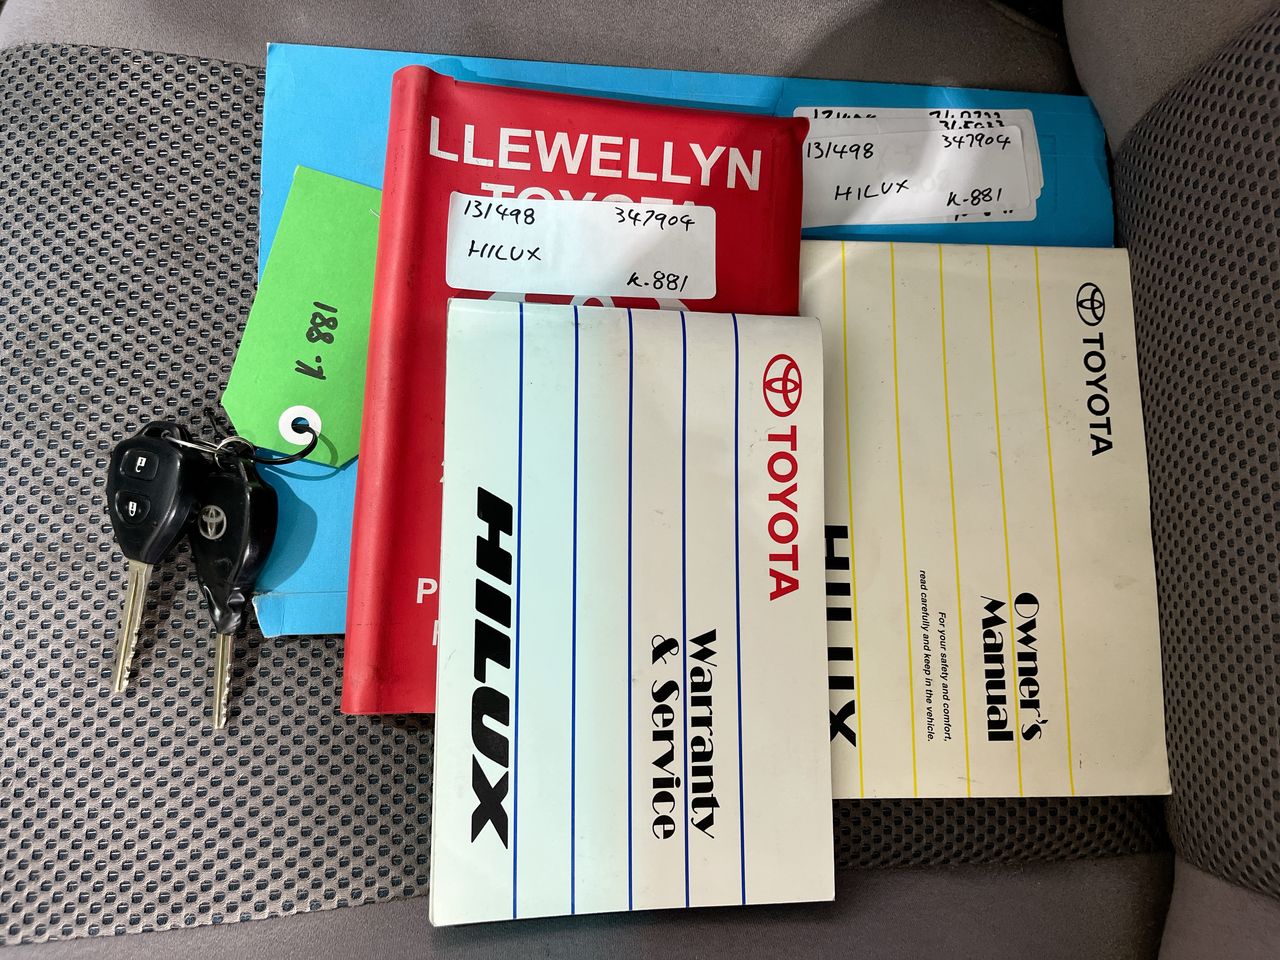 LLEWELLYN
TOYOTA
131498 347904
HILUX
K-881
131498 347904
HILUX
K-881
K-881
TOYOTA
HILUX
Warranty
& Service
TOYOTA
HILUX
Owner's
Manual
For your safety and comfort,
read carefully and keep in the vehicle.